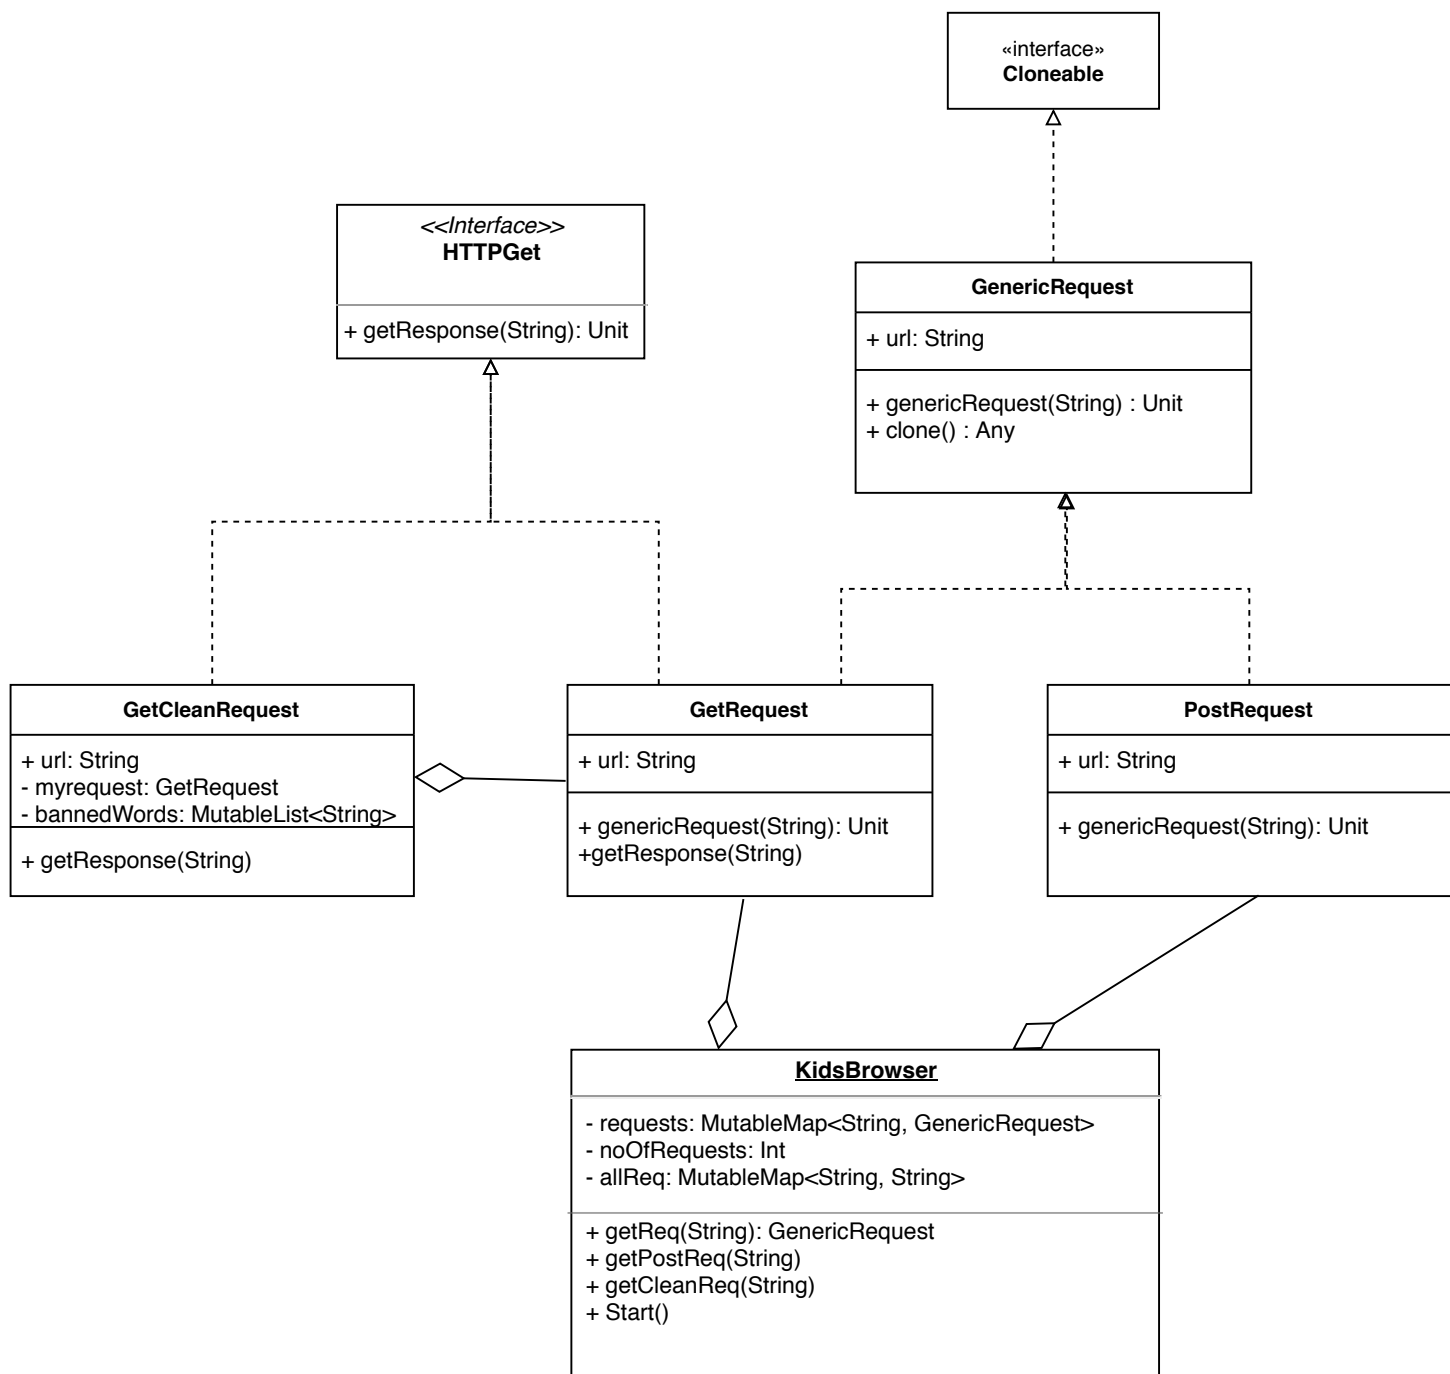 «interface»
Cloneable
<<Interface>>
HTTPGet
+ getResponse(String): Unit
GenericRequest
+ url: String
+ genericRequest(String) : Unit
+ clone() : Any
GetCleanRequest
+ url: String
- myrequest: GetRequest
- bannedWords: MutableList<String>
+ getResponse(String)
GetRequest
+ url: String
+ genericRequest(String): Unit
+getResponse(String)
PostRequest
+ url: String
+ genericRequest(String): Unit
KidsBrowser
- requests: MutableMap<String, GenericRequest>
- noOfRequests: Int
- allReq: MutableMap<String, String>
+ getReq(String): GenericRequest
+ getPostReq(String)
+ getCleanReq(String)
+ Start()